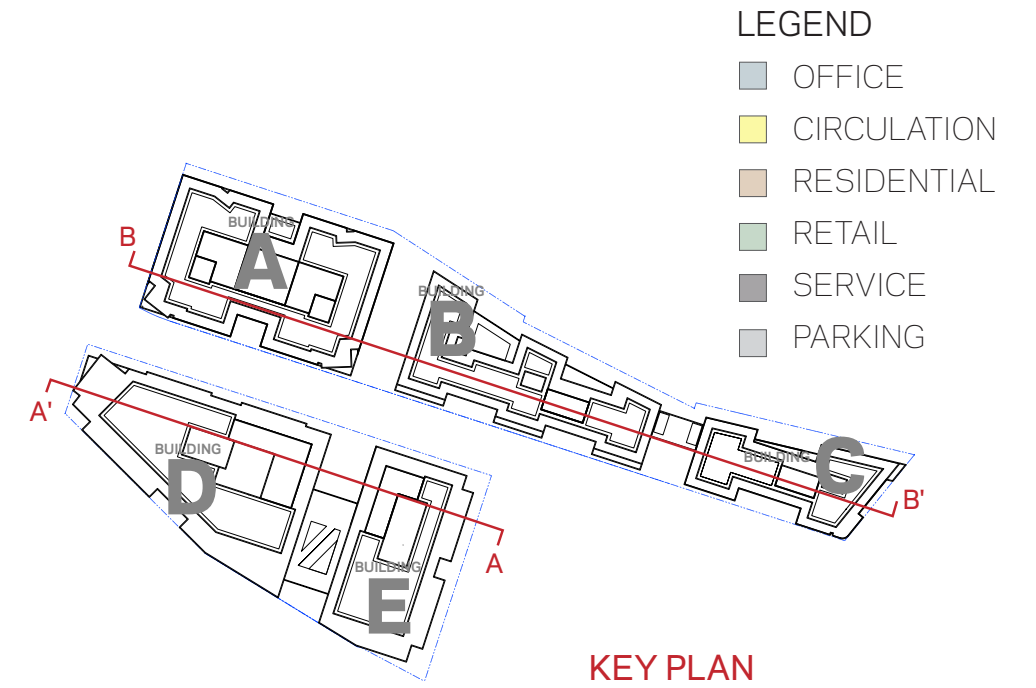 LEGEND
OFFICE
CIRCULATION
RESIDENTIAL
RETAIL
SERVICE
PARKING
BUILDING
A
B
BUILDING
B
A'
BUILDING
D
BUILDING
C
B'
A
BUILDING
E
KEY PLAN